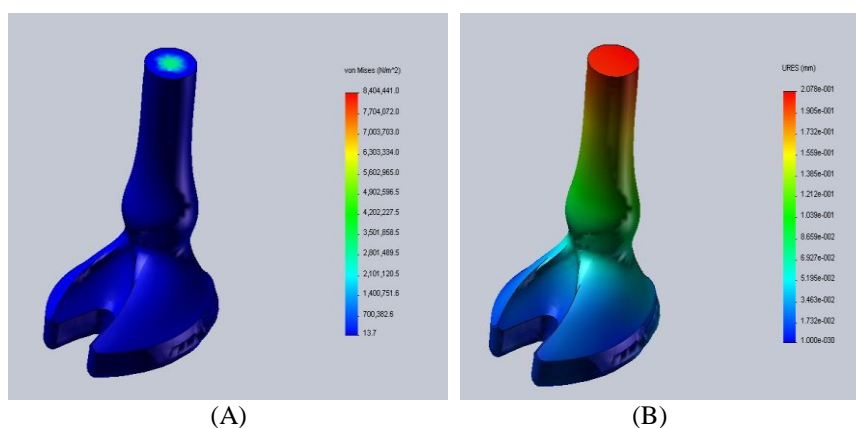 von Mises (N/m^2)
8,404,441.0
7,704,072.0
7,003,703.0
6,303,334.0
5,602,965.0
4,902,596.5
4,202,227.5
3,501,858.5
2,801,489.5
2,101,120.5
1,400,751.6
700,382.6
13.7
URES (mm)
2.078e-001
1.905e-001
1.732e-001
1.559e-001
1.385e-001
1.212e-001
1.039e-001
8.659e-002
6.927e-002
5.195e-002
3.463e-002
1.732e-002
1.000e-030
(A)
(B)